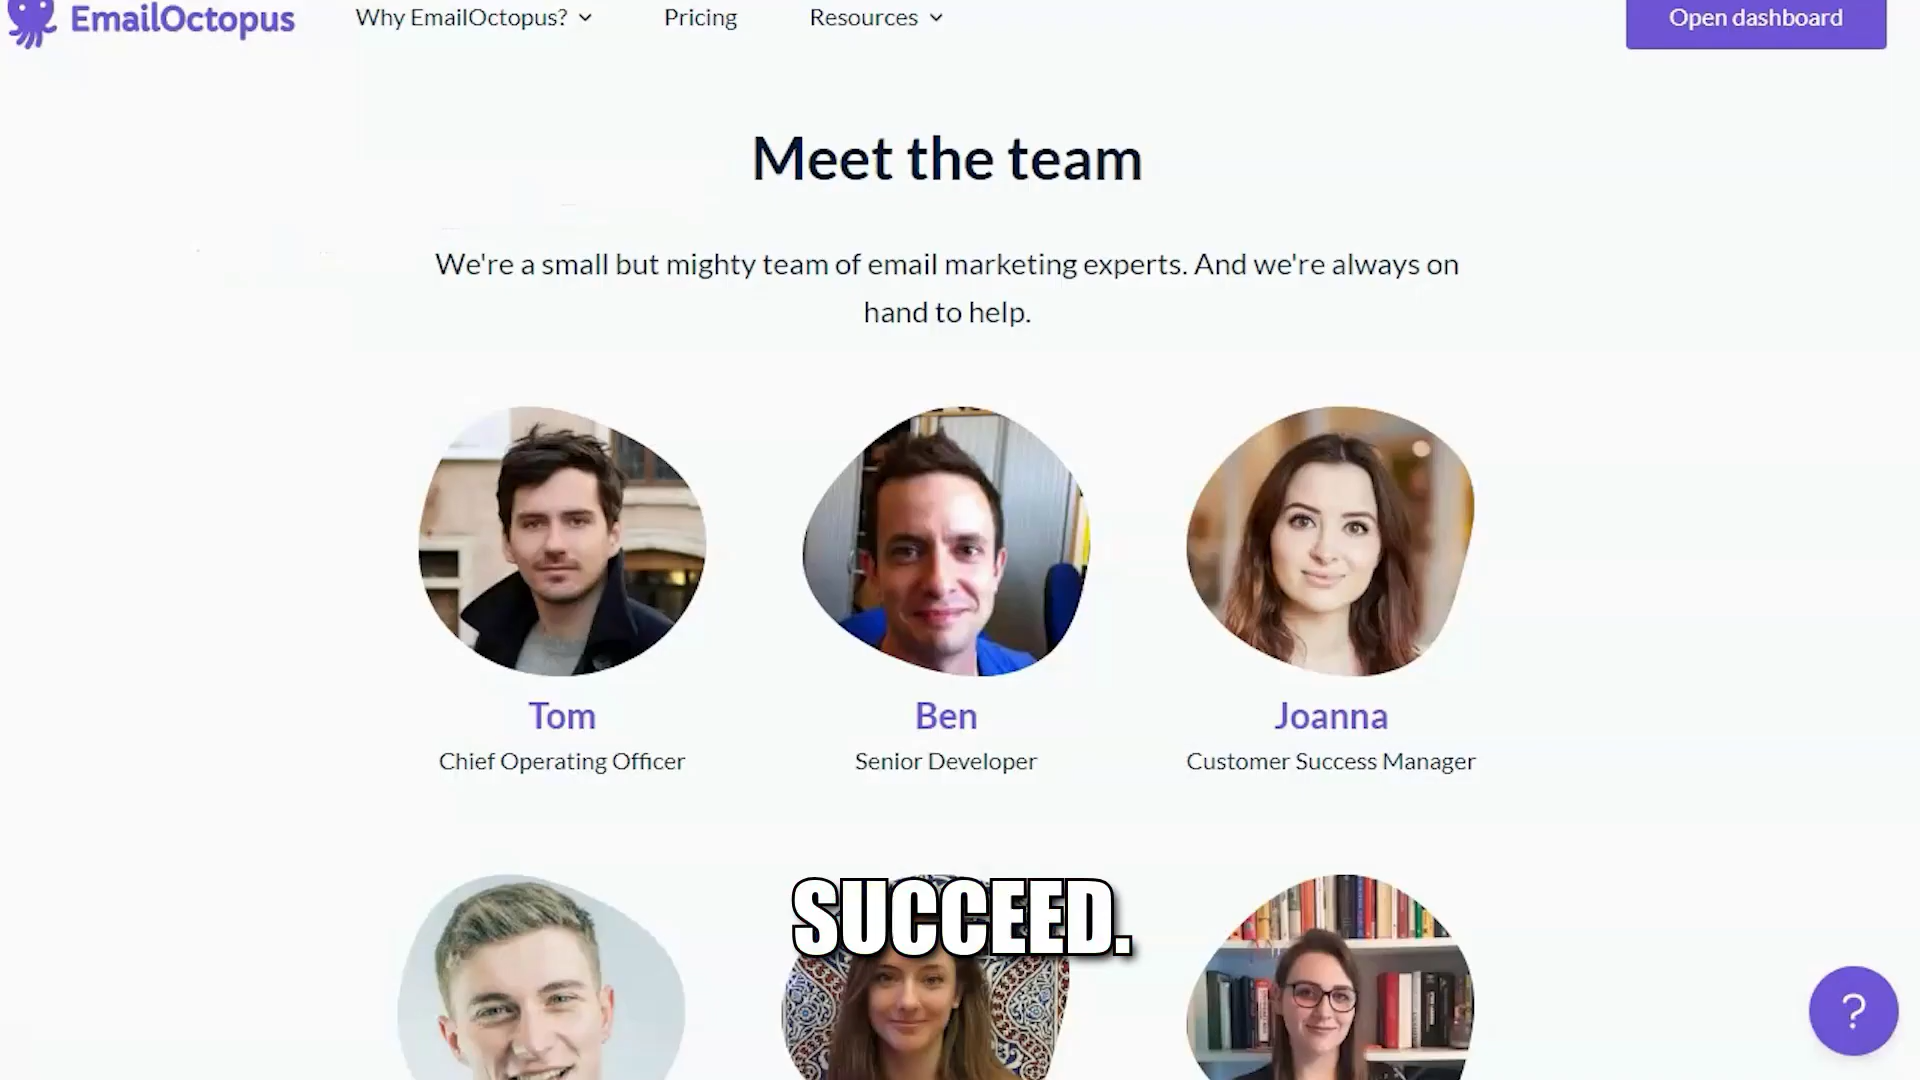 EmailOctopus
Why EmailOctopus?
Pricing
Resources
Open dashboard
Meet the team
We're a small but mighty team of email marketing experts. And we're always on
hand to help.
Tom
Ben
Joanna
Chief Operating Officer
Senior Developer
Customer Success Manager
SUCCEED.
?